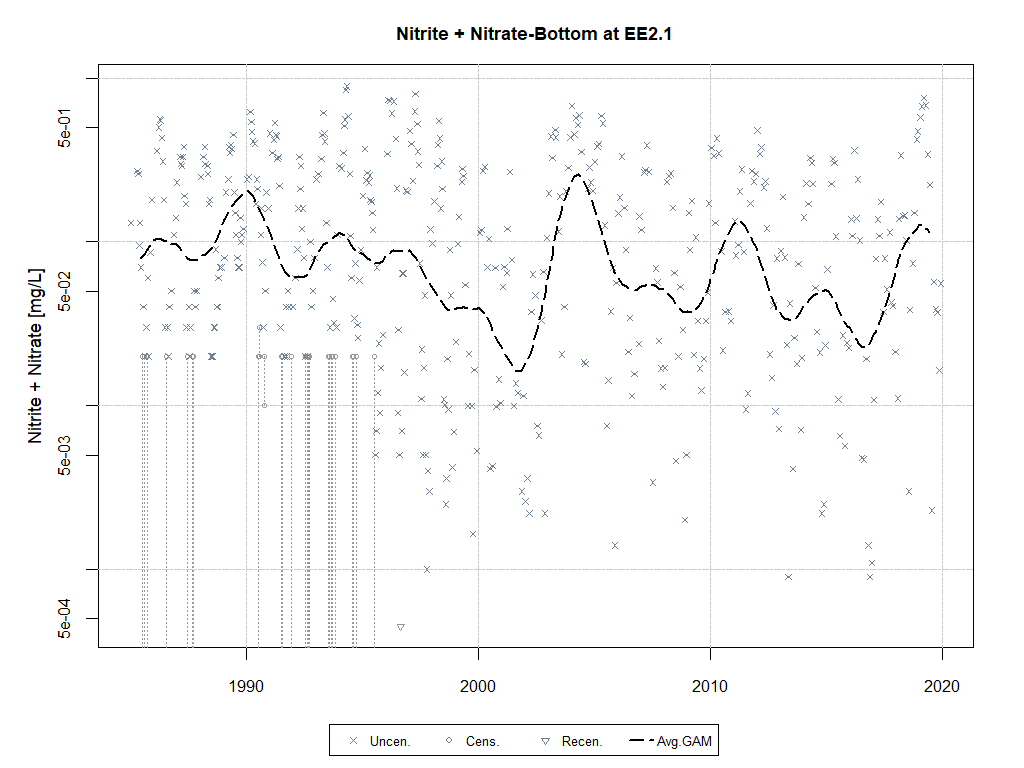 Nitrite + Nitrate-Bottom at EE2.1
Nitrite + Nitrate [mg/L]
5e-01
5e-02
5e-03
5e-04
1990 2000 2010 2020
Uncen. Cens. Recen. Avg.GAM